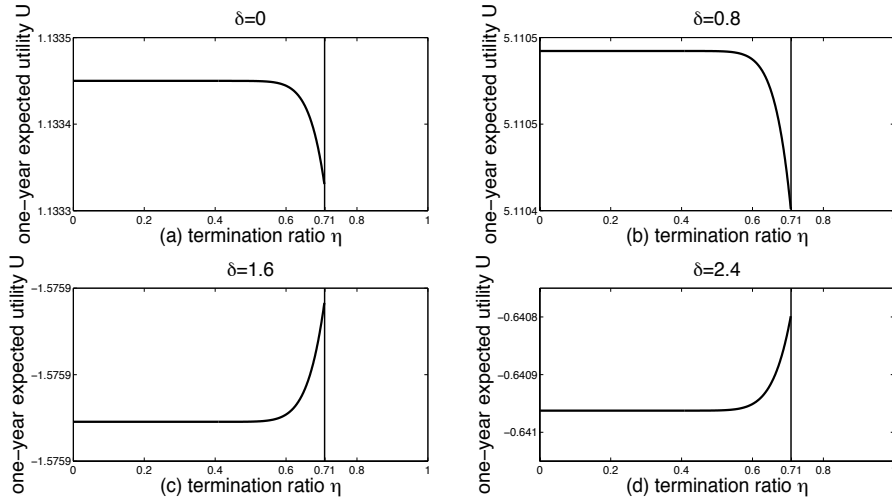 δ=0
one-year expected utility U
1.1335
1.1334
1.1333
0 0.2 0.4 0.6 0.71 0.8 1
(a) termination ratio η
δ=0.8
one-year expected utility U
5.1105
5.1105
5.1104
0 0.2 0.4 0.6 0.71 0.8
(b) termination ratio η
δ=1.6
one-year expected utility U
−1.5759
−1.5759
−1.5759
0 0.2 0.4 0.6 0.71 0.8 1
(c) termination ratio η
δ=2.4
one-year expected utility U
−0.6408
−0.6409
−0.641
0 0.2 0.4 0.6 0.71 0.8
(d) termination ratio η